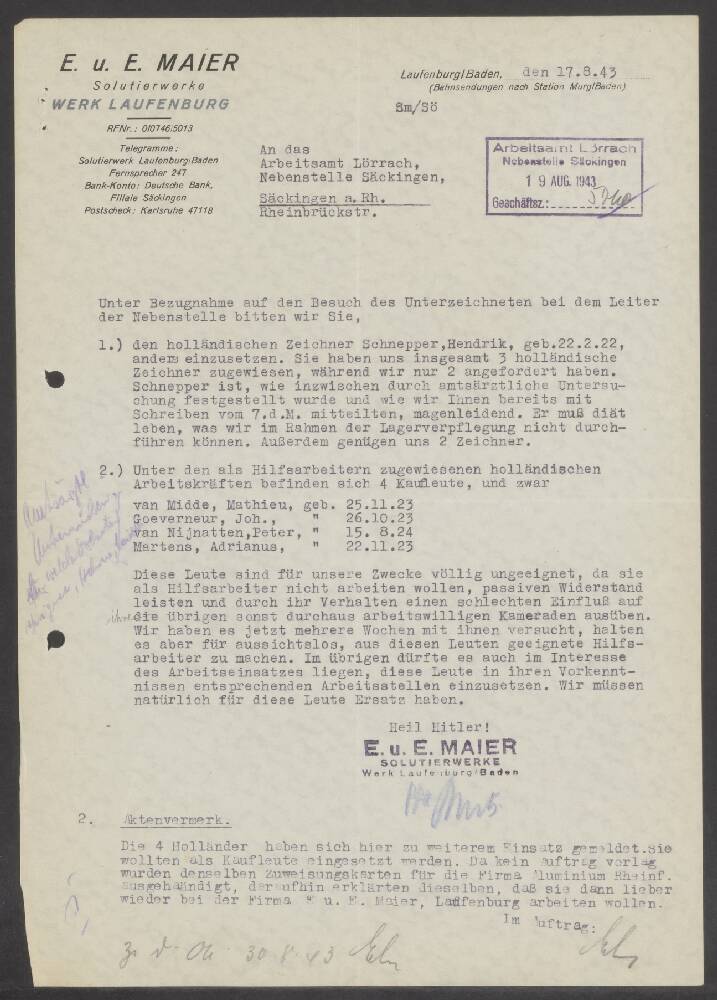 E. u. E. MAIER
Solutierwerke
WERK LAUFENBURG
RFNr.: 0/0746/5013
Telegramme:
Solutierwerk Laufenburg/Baden
Fernsprecher 247
Bank-Konto: Deutsche Bank,
Filiale Säckingen
Postscheck: Karlsruhe 47118
Laufenburg/Baden, den 17.8.43
(Bahnsendungen nach Station Murg/Baden)
Sm/Sö
An das
Arbeitsamt Lörrach,
Nebenstelle Säckingen,
Säckingen a.Rh.
Rheinbrückstr.
Arbeitsamt Lörrach
Nebenstelle Säckingen
19 AUG. 1943
Geschäftsz.:
Unter Bezugnahme auf den Besuch des Unterzeichneten bei dem Leiter
der Nebenstelle bitten wir Sie,
1.) den holländischen Zeichner Schnepper,Hendrik, geb.22.2.22,
anders einzusetzen. Sie haben uns insgesamt 3 holländische
Zeichner zugewiesen, während wir nur 2 angefordert haben.
Schnepper ist, wie inzwischen durch amtsärztliche Untersu-
chung festgestellt wurde und wie wir Ihnen bereits mit
Schreiben vom 7.d.M. mitteilten, magenleidend. Er muß diät
leben, was wir im Rahmen der Lagerverpflegung nicht durch-
führen können. Außerdem genügen uns 2 Zeichner.
2.) Unter den als Hilfsarbeitern zugewiesenen holländischen
Arbeitskräften befinden sich 4 Kaufleute, und zwar
van Midde, Mathieu, geb. 25.11.23
Goeverneur, Joh., " 26.10.23
van Nijnatten,Peter, " 15. 8.24
Martens, Adrianus, " 22.11.23
Diese Leute sind für unsere Zwecke völlig ungeeignet, da sie
als Hilfsarbeiter nicht arbeiten wollen, passiven Widerstand
leisten und durch ihr Verhalten einen schlechten Einfluß auf
die übrigen sonst durchaus arbeitswilligen Kameraden ausüben.
Wir haben es jetzt mehrere Wochen mit ihnen versucht, halten
es aber für aussichtslos, aus diesen Leuten geeignete Hilfs-
arbeiter zu machen. Im übrigen dürfte es auch im Interesse
des Arbeitseinsatzes liegen, diese Leute in ihren Vorkennt-
nissen entsprechenden Arbeitsstellen einzusetzen. Wir müssen
natürlich für diese Leute Ersatz haben.
Heil Hitler!
E. u. E. MAIER
SOLUTIERWERKE
Werk Laufenburg/Baden
2. Aktenvermerk.
Die 4 Holländer haben sich hier zu weiterem Einsatz gemeldet.Sie
wollten als Kaufleute eingesetzt werden. Da kein Auftrag vorlag
wurden denselben Zuweisungskarten für die Firma Aluminium Rheinf.
ausgehändigt, daraufhin erklärten dieselben, daß sie dann lieber
wieder bei der Firma E u. E. Maier, Laufenburg arbeiten wollen.
Im Auftrag:
30 8 43